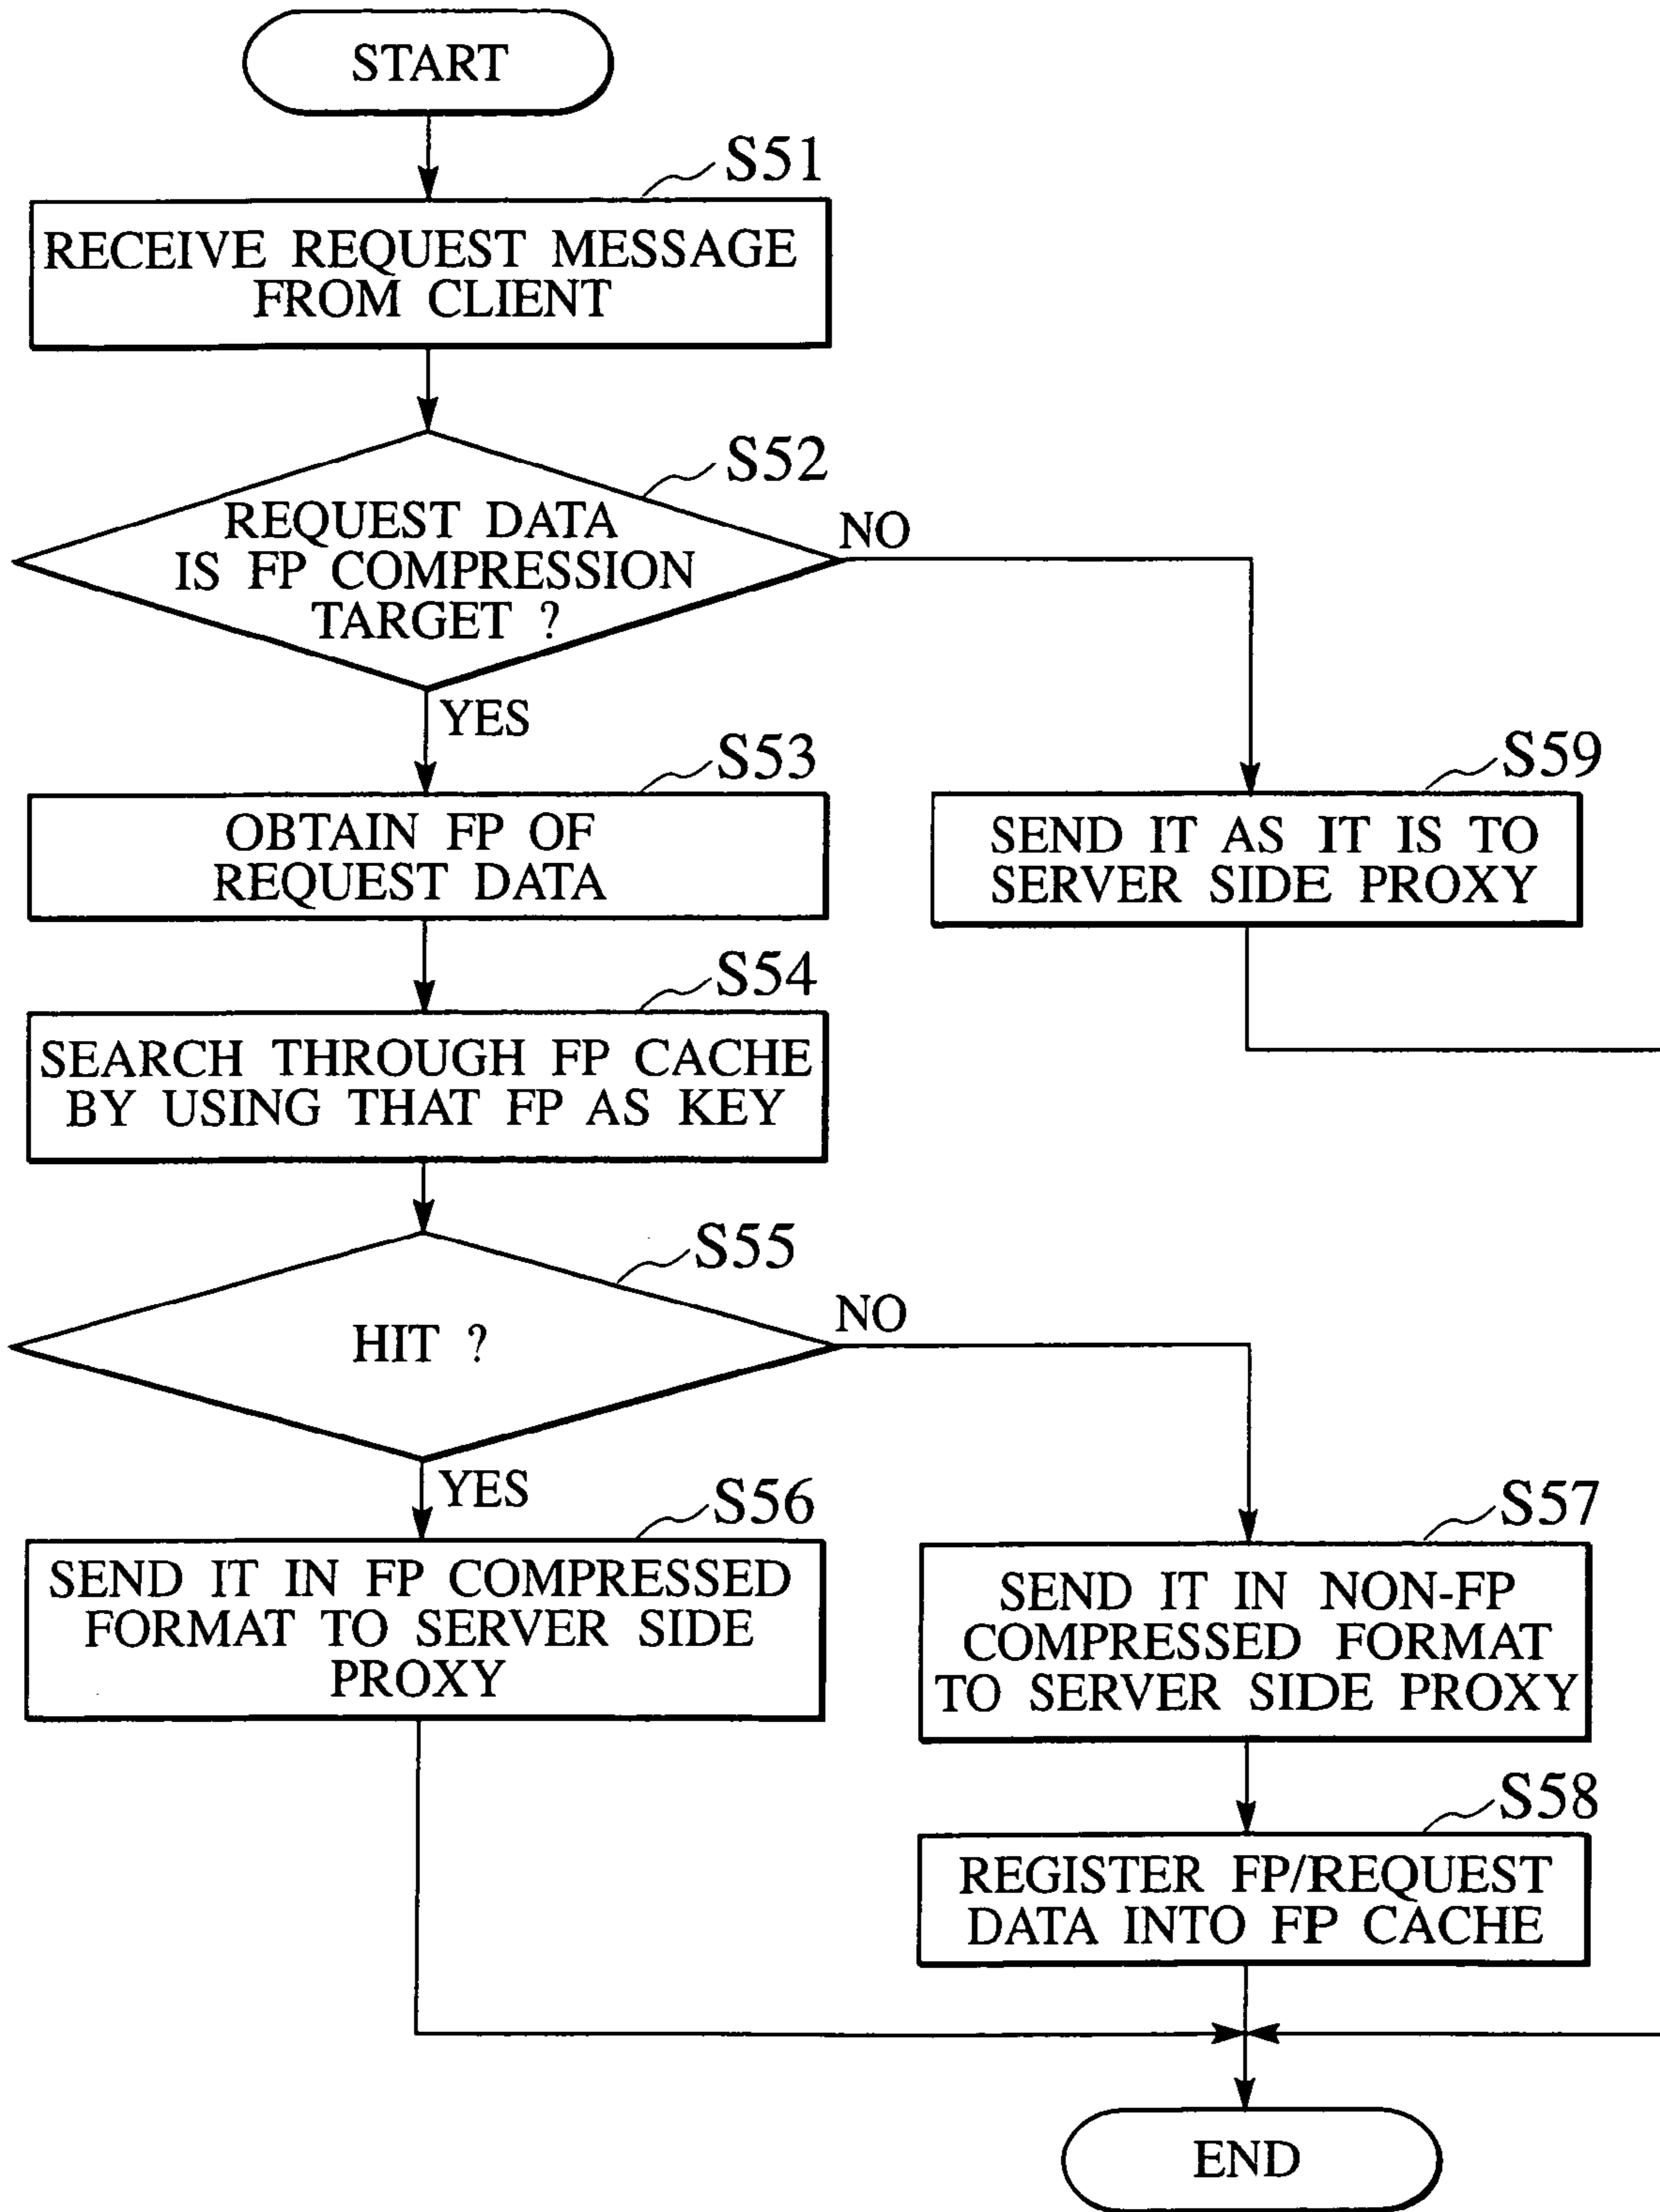 START
S51
RECEIVE REQUEST MESSAGE
FROM CLIENT
S52
REQUEST DATA
IS FP COMPRESSION
TARGET ?
NO
YES
S53
OBTAIN FP OF
REQUEST DATA
S59
SEND IT AS IT IS TO
SERVER SIDE PROXY
S54
SEARCH THROUGH FP CACHE
BY USING THAT FP AS KEY
S55
HIT ?
NO
YES
S56
SEND IT IN FP COMPRESSED
FORMAT TO SERVER SIDE
PROXY
S57
SEND IT IN NON-FP
COMPRESSED FORMAT
TO SERVER SIDE PROXY
S58
REGISTER FP/REQUEST
DATA INTO FP CACHE
END